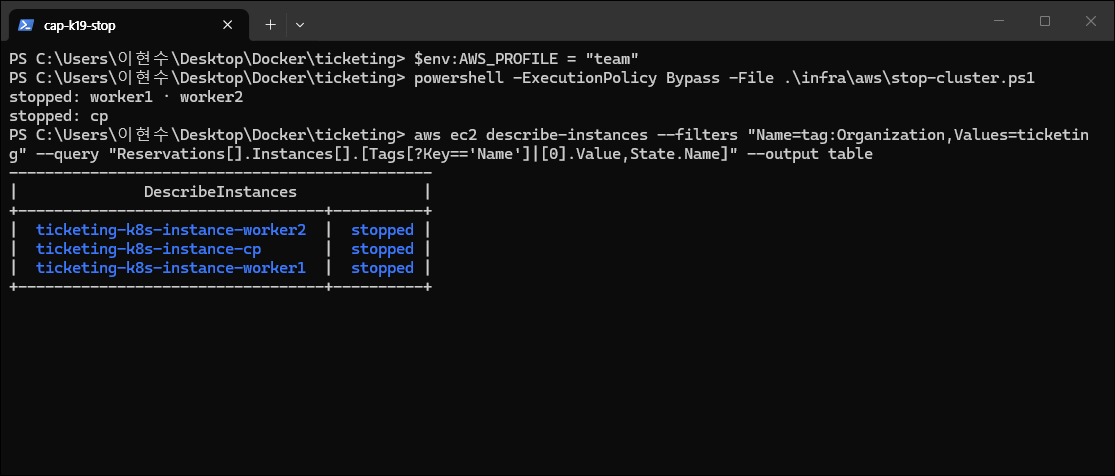 cap-k19-stop
PS C:\Users\이현수\Desktop\Docker\ticketing> $env:AWS_PROFILE = "team"
PS C:\Users\이현수\Desktop\Docker\ticketing> powershell -ExecutionPolicy Bypass -File .\infra\aws\stop-cluster.ps1
stopped: worker1 · worker2
stopped: cp
PS C:\Users\이현수\Desktop\Docker\ticketing> aws ec2 describe-instances --filters "Name=tag:Organization,Values=ticketin
g" --query "Reservations[].Instances[].[Tags[?Key=='Name']|[0].Value,State.Name]" --output table
----------------------------------------------
|              DescribeInstances             |
+---------------------------------+----------+
|  ticketing-k8s-instance-worker2  |  stopped |
|  ticketing-k8s-instance-cp       |  stopped |
|  ticketing-k8s-instance-worker1  |  stopped |
+---------------------------------+----------+